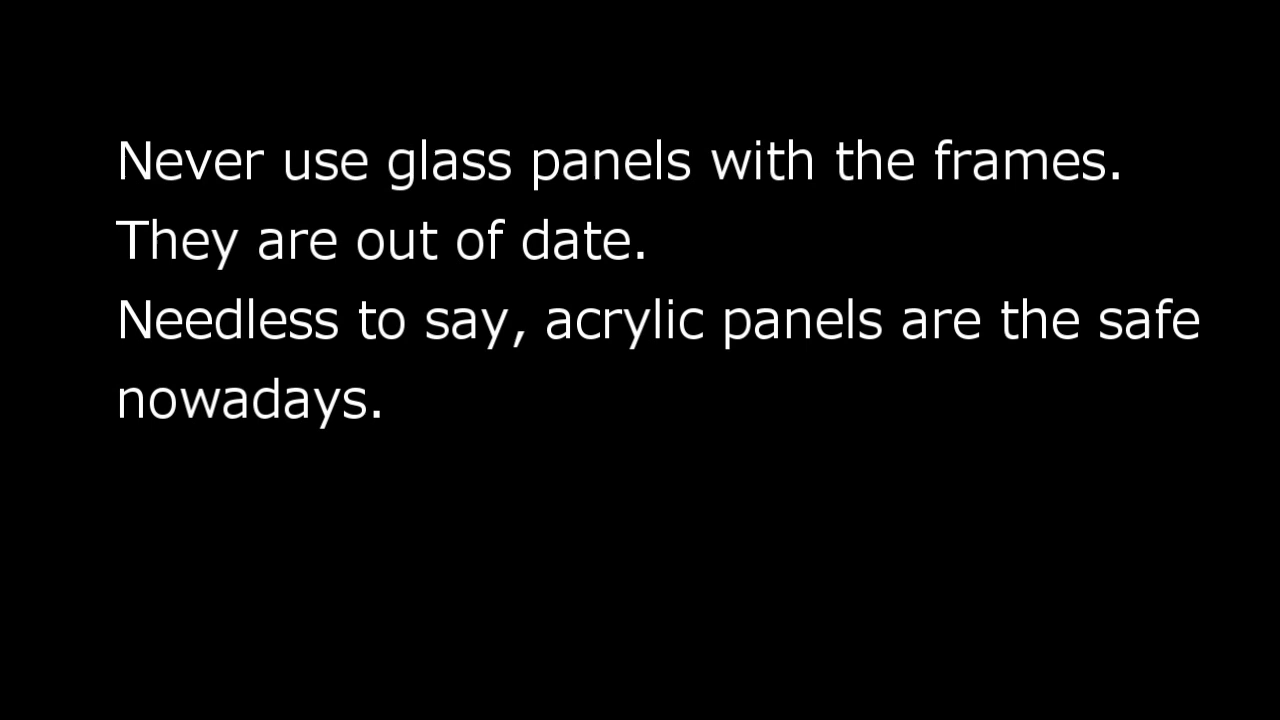 Never use glass panels with the frames.
They are out of date.
Needless to say, acrylic panels are the safe
nowadays.